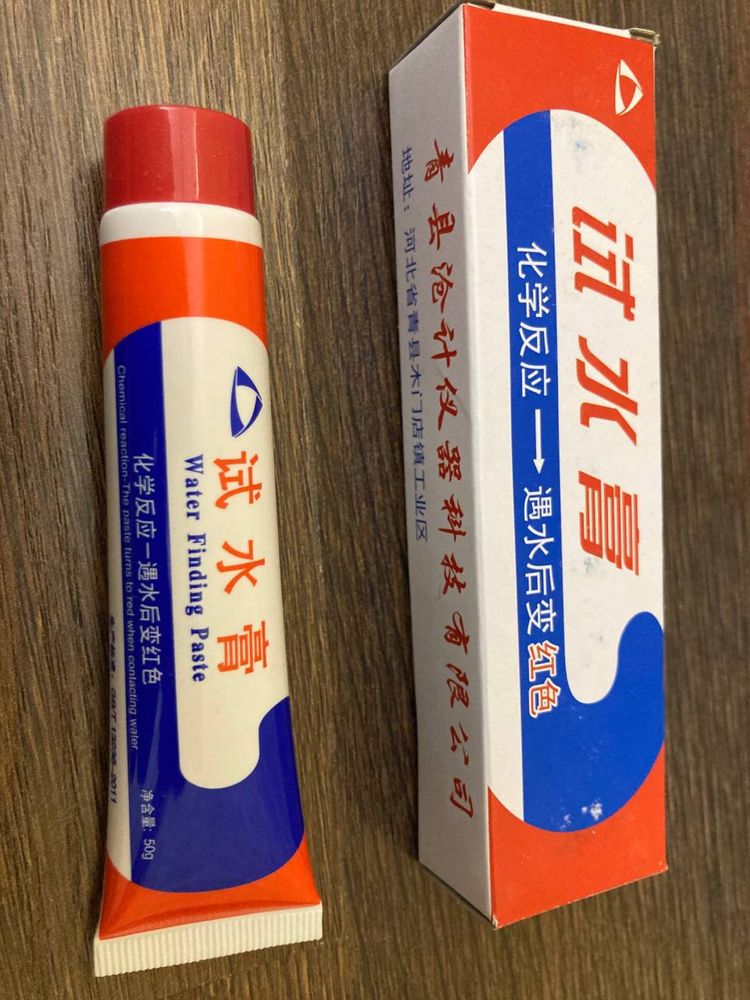 试水膏
Water Finding Paste
化学反应—遇水后变红色
Chemical reaction-The paste turns to red when contacting water.
净含量: 50g
试水膏
化学反应→遇水后变红色
青县沧计仪器科技有限公司
地址：河北省青县木门店镇工业区